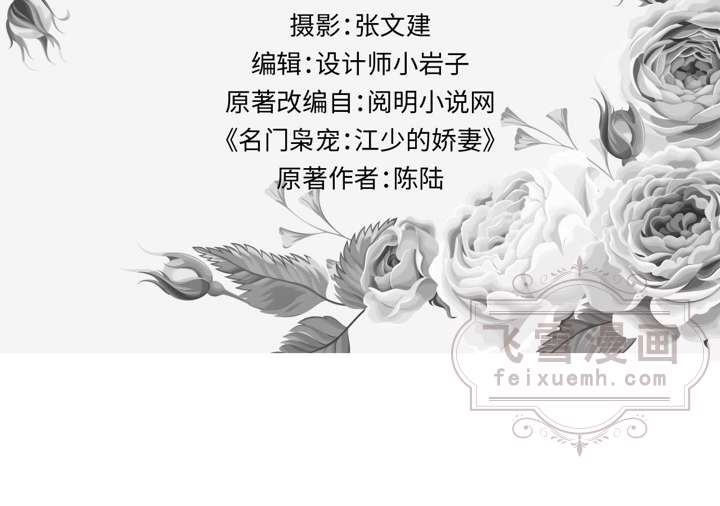 摄影：张文建
编辑：设计师小岩子
原著改编自：阅明小说网
《名门枭宠：江少的娇妻》
原著作者：陈陆
飞雪漫画
feixuemh.com